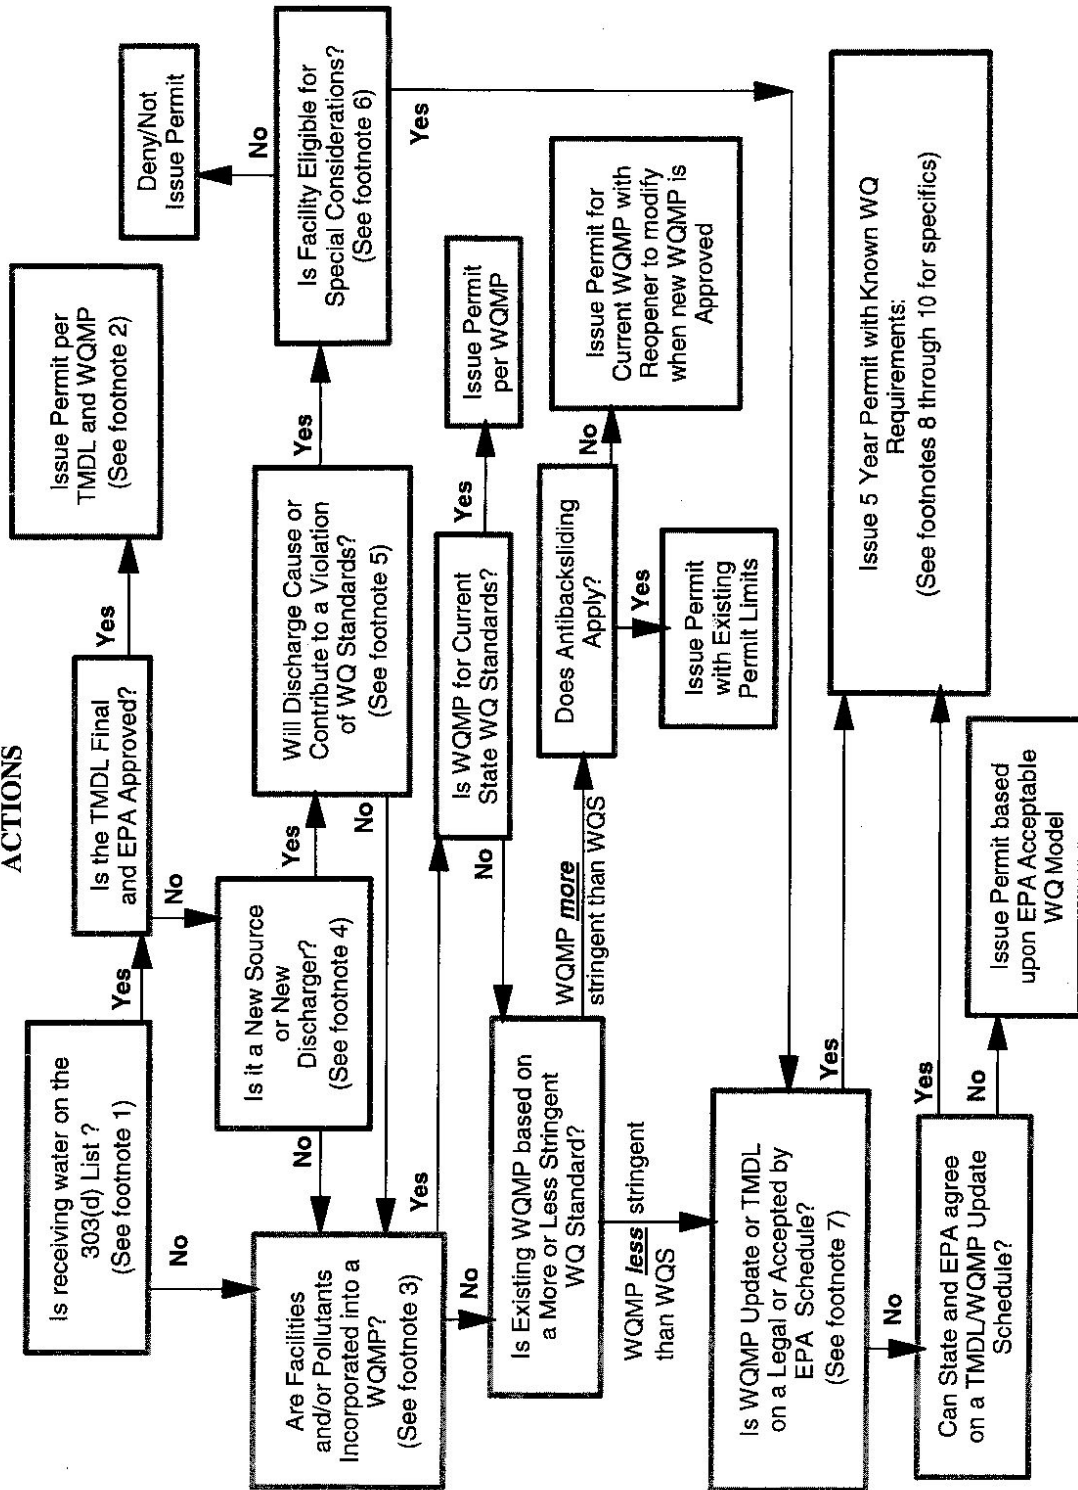 ACTIONS
Is receiving water on the
303(d) List ?
(See footnote 1)
Yes
No
Is the TMDL Final
and EPA Approved?
Yes
No
Issue Permit per
TMDL and WQMP
(See footnote 2)
Deny/Not
Issue Permit
No
Is it a New Source
or New
Discharger?
(See footnote 4)
Yes
No
Will Discharge Cause or
Contribute to a Violation
of WQ Standards?
(See footnote 5)
Yes
No
Is Facility Eligible for
Special Considerations?
(See footnote 6)
Yes
Are Facilities
and/or Pollutants
Incorporated into a
WQMP?
(See footnote 3)
Yes
No
Is WQMP for Current
State WQ Standards?
Yes
No
Issue Permit
per WQMP
Is Existing WQMP based on
a More or Less Stringent
WQ Standard?
WQMP more
stringent than WQS
WQMP less stringent
than WQS
Does Antibacksliding
Apply?
No
Yes
Issue Permit for
Current WQMP with
Reopener to modify
when new WQMP is
Approved
Issue Permit
with Existing
Permit Limits
Is WQMP Update or TMDL
on a Legal or Accepted by
EPA Schedule?
(See footnote 7)
Yes
No
Issue 5 Year Permit with Known WQ
Requirements:
(See footnotes 8 through 10 for specifics)
Can State and EPA agree
on a TMDL/WQMP Update
Schedule?
Yes
No
Issue Permit based
upon EPA Acceptable
WQ Model